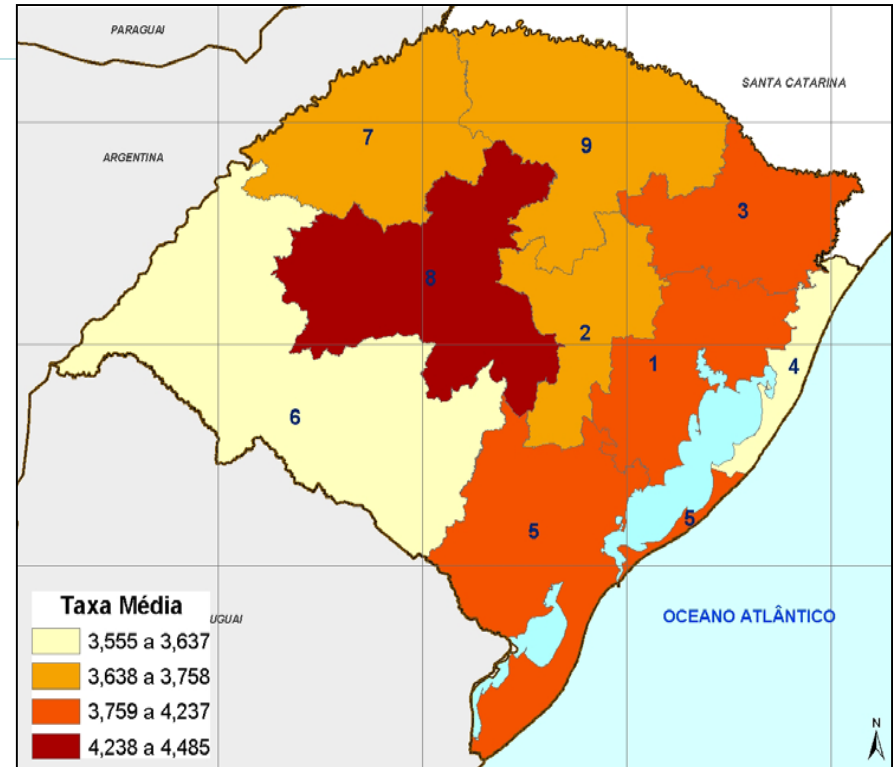 PARAGUAI
SANTA CATARINA
ARGENTINA
7
9
3
8
2
1
4
6
5
5
OCEANO ATLÂNTICO
UGUAI
Taxa Média
3,555 a 3,637
3,638 a 3,758
3,759 a 4,237
4,238 a 4,485
N